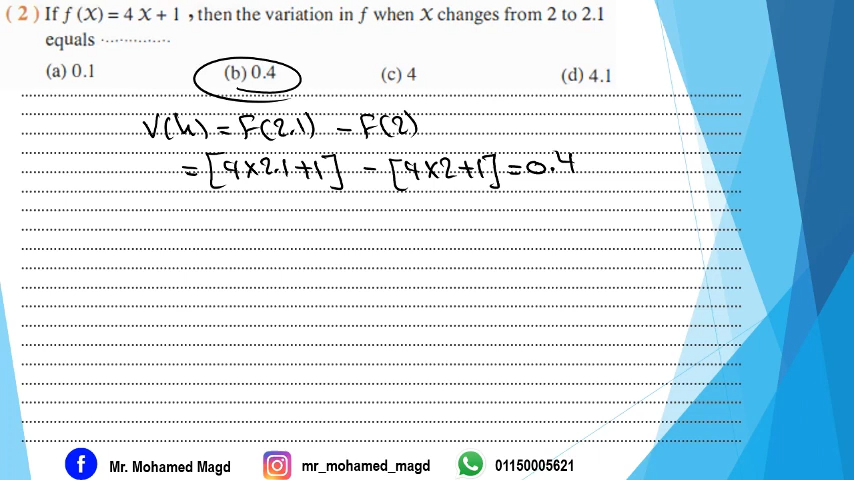 ( 2 ) If f (X) = 4 X + 1 , then the variation in f when X changes from 2 to 2.1
equals ..............
(a) 0.1 (b) 0.4 (c) 4 (d) 4.1
V(h) = F(2.1) - F(2)
= [4×2.1+1] - [4×2+1] = 0.4
Mr. Mohamed Magd mr_mohamed_magd 01150005621